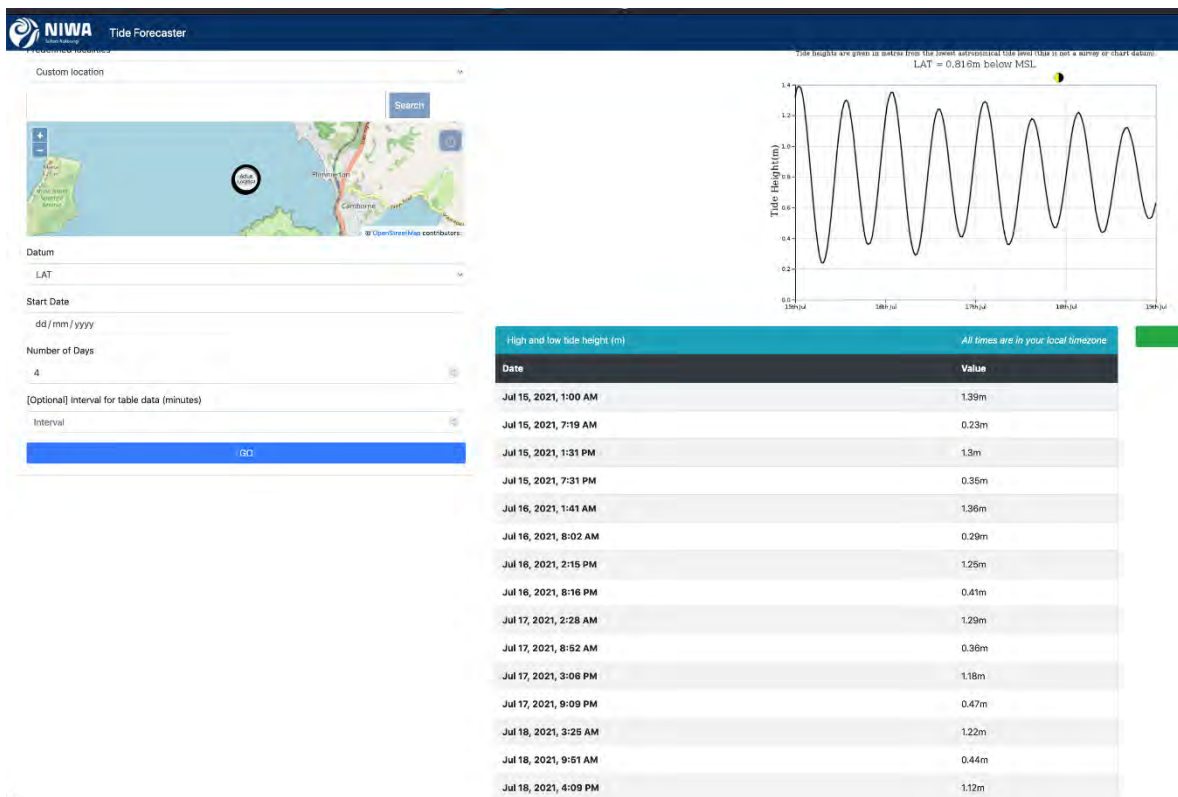 NIWA
Tide Forecaster
Predefined localities
Custom location
Search
+
-
Plimmerton
Camborne
© OpenStreetMap contributors
Datum
LAT
Start Date
dd/mm/yyyy
Number of Days
4
[Optional] Interval for table data (minutes)
Interval
GO
Tide heights are given in metres from the lowest astronomical tide level (this is not a survey or chart datum).
LAT = 0.816m below MSL
Tide Height(m)
1.4
1.2
1.0
0.8
0.6
0.4
0.2
0.0
15th Jul 16th Jul 17th Jul 18th Jul 19th Jul
High and low tide height (m) All times are in your local timezone
Date Value
Jul 15, 2021, 1:00 AM 1.39m
Jul 15, 2021, 7:19 AM 0.23m
Jul 15, 2021, 1:31 PM 1.3m
Jul 15, 2021, 7:31 PM 0.35m
Jul 16, 2021, 1:41 AM 1.36m
Jul 16, 2021, 8:02 AM 0.29m
Jul 16, 2021, 2:15 PM 1.25m
Jul 16, 2021, 8:16 PM 0.41m
Jul 17, 2021, 2:28 AM 1.29m
Jul 17, 2021, 8:52 AM 0.36m
Jul 17, 2021, 3:06 PM 1.18m
Jul 17, 2021, 9:09 PM 0.47m
Jul 18, 2021, 3:25 AM 1.22m
Jul 18, 2021, 9:51 AM 0.44m
Jul 18, 2021, 4:09 PM 1.12m